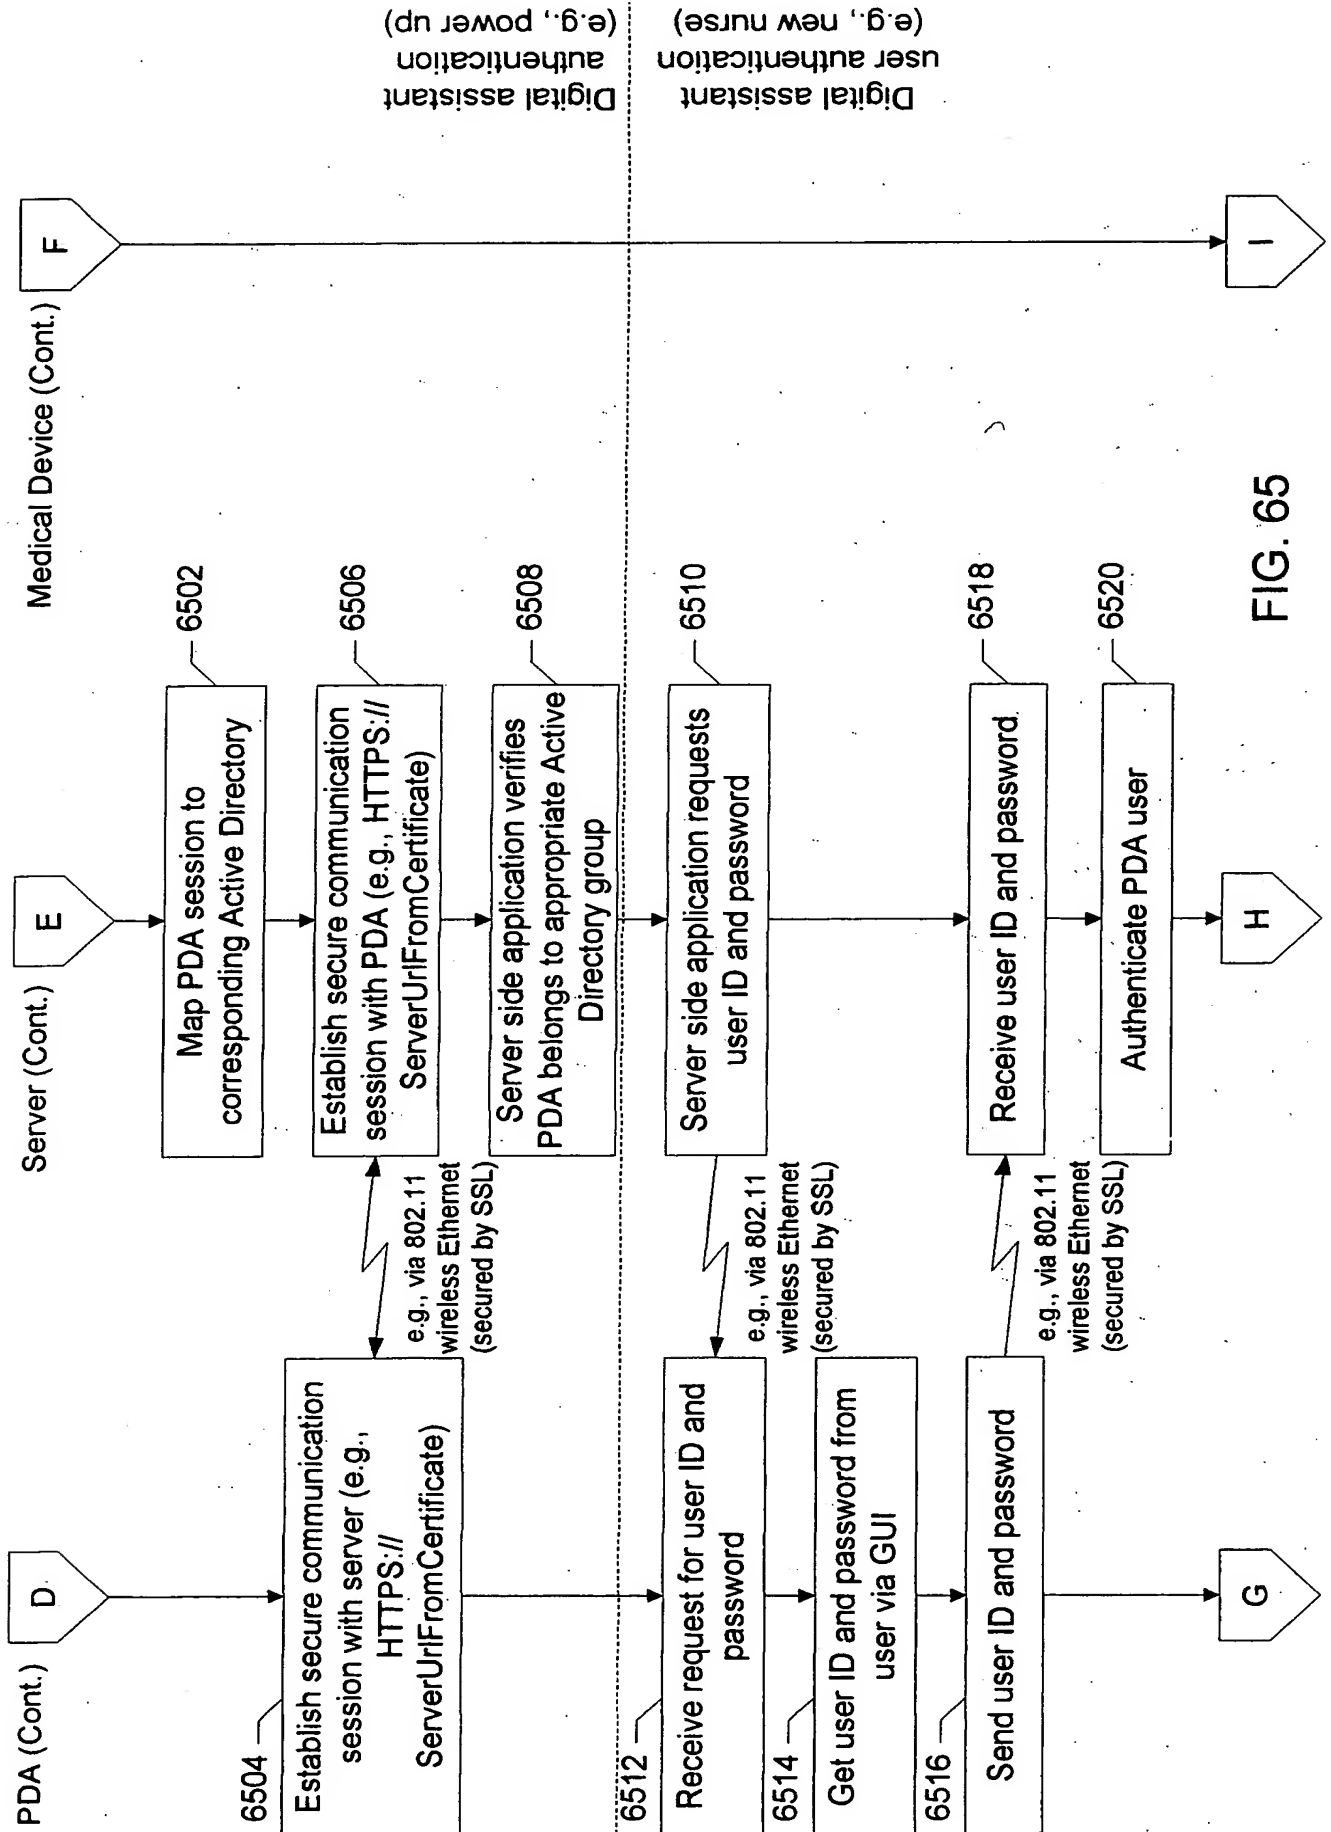 PDA (Cont.)
D
6504
Establish secure communication
session with server (e.g.,
HTTPS://
ServerUrlFromCertificate)
6512
Receive request for user ID and
password
6514
Get user ID and password from
user via GUI
6516
Send user ID and password
G
e.g., via 802.11
wireless Ethernet
(secured by SSL)
e.g., via 802.11
wireless Ethernet
(secured by SSL)
e.g., via 802.11
wireless Ethernet
(secured by SSL)
Server (Cont.)
E
Map PDA session to
corresponding Active Directory
6502
Establish secure communication
session with PDA (e.g., HTTPS://
ServerUrlFromCertificate)
6506
Server side application verifies
PDA belongs to appropriate Active
Directory group
6508
Server side application requests
user ID and password
6510
Receive user ID and password
6518
Authenticate PDA user
6520
H
Medical Device (Cont.)
F
I
Digital assistant
authentication
(e.g., power up)
Digital assistant
user authentication
(e.g., new nurse)
FIG. 65